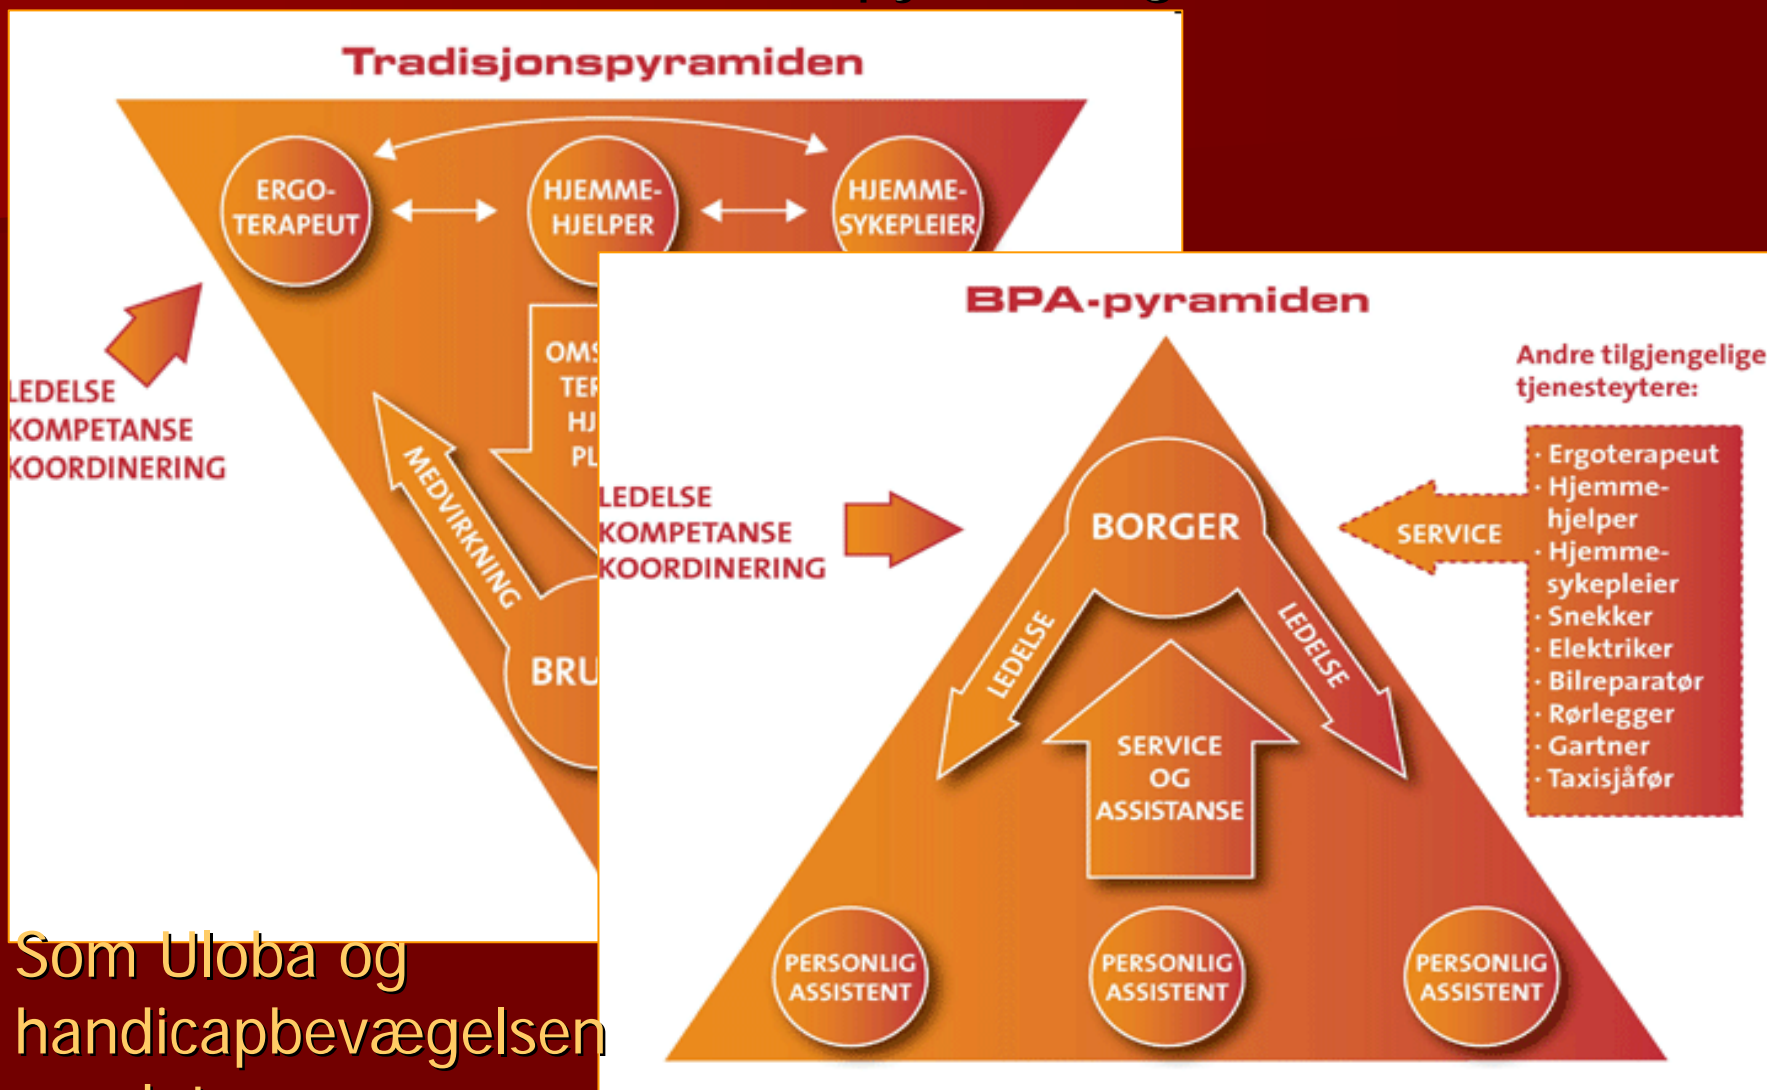 Tradisjonspyramiden
ERGO-
TERAPEUT
HJEMME-
HJELPER
HJEMME-
SYKEPLEIER
LEDELSE
KOMPETANSE
KOORDINERING
MEDVIRKNING
BPA-pyramiden
LEDELSE
KOMPETANSE
KOORDINERING
BORGER
LEDELSE
LEDELSE
SERVICE
OG
ASSISTANSE
PERSONLIG
ASSISTENT
PERSONLIG
ASSISTENT
PERSONLIG
ASSISTENT
SERVICE
Andre tilgjengelige
tjenesteytere:
· Ergoterapeut
· Hjemme-
hjelper
· Hjemme-
sykepleier
· Snekker
· Elektriker
· Bilreparatør
· Rørlegger
· Gartner
· Taxisjåfør
Som Uloba og
handicapbevægelsen